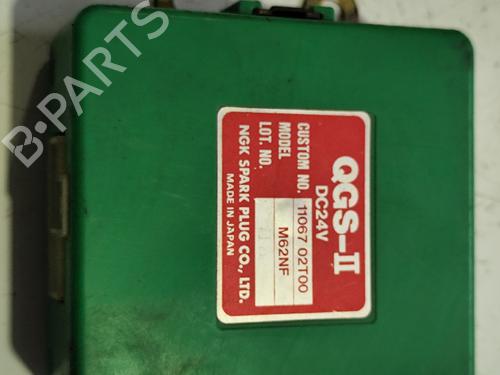 QGS-II
DC24V
CUSTOM NO. 11067 02T00
MODEL M62NF
LOT. NO.
NGK SPARK PLUG CO., LTD.
MADE IN JAPAN
B-PARTS